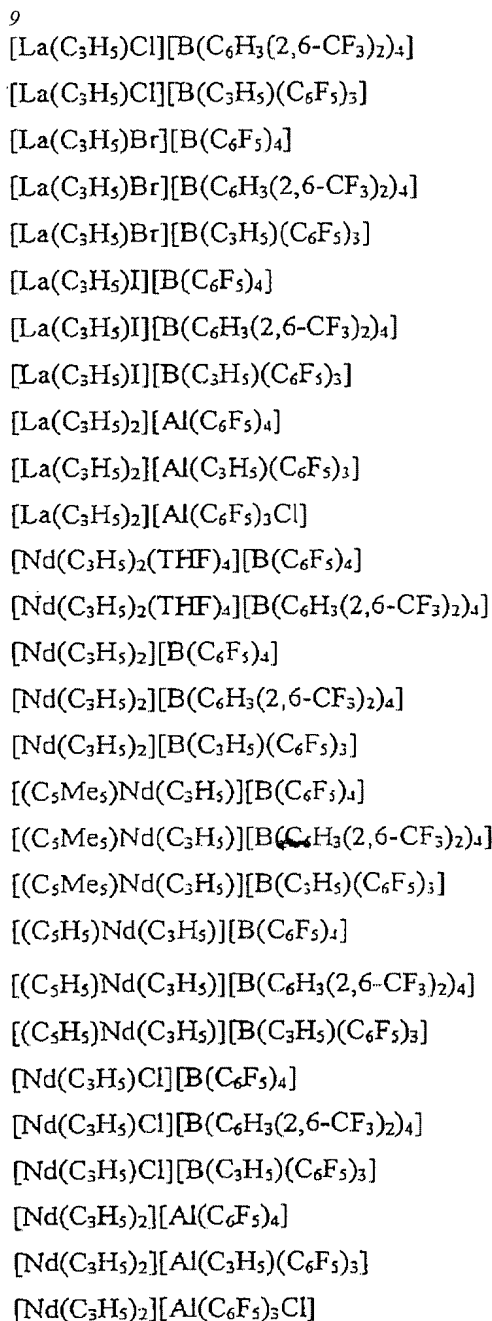 9
[La(C₃H₅)Cl][B(C₆H₃(2,6-CF₃)₂)₄]
[La(C₃H₅)Cl][B(C₃H₅)(C₆F₅)₃]
[La(C₃H₅)Br][B(C₆F₅)₄]
[La(C₃H₅)Br][B(C₆H₃(2,6-CF₃)₂)₄]
[La(C₃H₅)Br][B(C₃H₅)(C₆F₅)₃]
[La(C₃H₅)I][B(C₆F₅)₄]
[La(C₃H₅)I][B(C₆H₃(2,6-CF₃)₂)₄]
[La(C₃H₅)I][B(C₃H₅)(C₆F₅)₃]
[La(C₃H₅)₂][Al(C₆F₅)₄]
[La(C₃H₅)₂][Al(C₃H₅)(C₆F₅)₃]
[La(C₃H₅)₂][Al(C₆F₅)₃Cl]
[Nd(C₃H₅)₂(THF)₄][B(C₆F₅)₄]
[Nd(C₃H₅)₂(THF)₄][B(C₆H₃(2,6-CF₃)₂)₄]
[Nd(C₃H₅)₂][B(C₆F₅)₄]
[Nd(C₃H₅)₂][B(C₆H₃(2,6-CF₃)₂)₄]
[Nd(C₃H₅)₂][B(C₃H₅)(C₆F₅)₃]
[(C₅Me₅)Nd(C₃H₅)][B(C₆F₅)₄]
[(C₅Me₅)Nd(C₃H₅)][B(C₆H₃(2,6-CF₃)₂)₄]
[(C₅Me₅)Nd(C₃H₅)][B(C₃H₅)(C₆F₅)₃]
[(C₅H₅)Nd(C₃H₅)][B(C₆F₅)₄]
[(C₅H₅)Nd(C₃H₅)][B(C₆H₃(2,6-CF₃)₂)₄]
[(C₅H₅)Nd(C₃H₅)][B(C₃H₅)(C₆F₅)₃]
[Nd(C₃H₅)Cl][B(C₆F₅)₄]
[Nd(C₃H₅)Cl][B(C₆H₃(2,6-CF₃)₂)₄]
[Nd(C₃H₅)Cl][B(C₃H₅)(C₆F₅)₃]
[Nd(C₃H₅)₂][Al(C₆F₅)₄]
[Nd(C₃H₅)₂][Al(C₃H₅)(C₆F₅)₃]
[Nd(C₃H₅)₂][Al(C₆F₅)₃Cl]